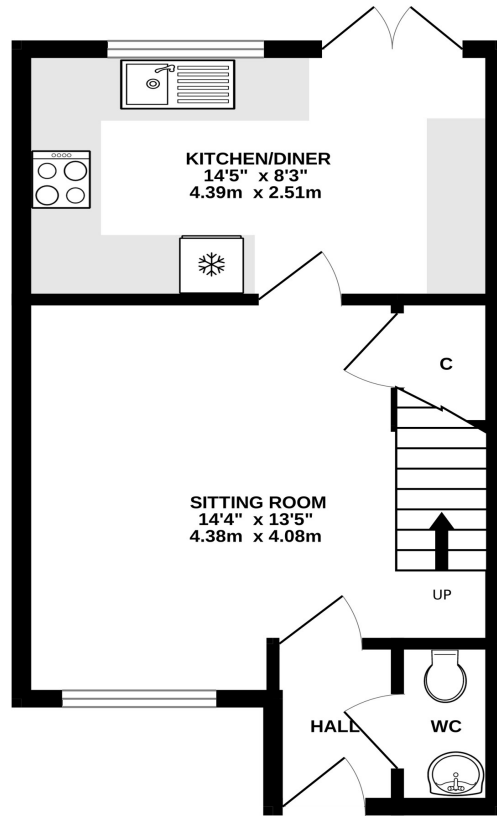 KITCHEN/DINER
14'5" x 8'3"
4.39m x 2.51m
C
SITTING ROOM
14'4" x 13'5"
4.38m x 4.08m
UP
HALL
WC